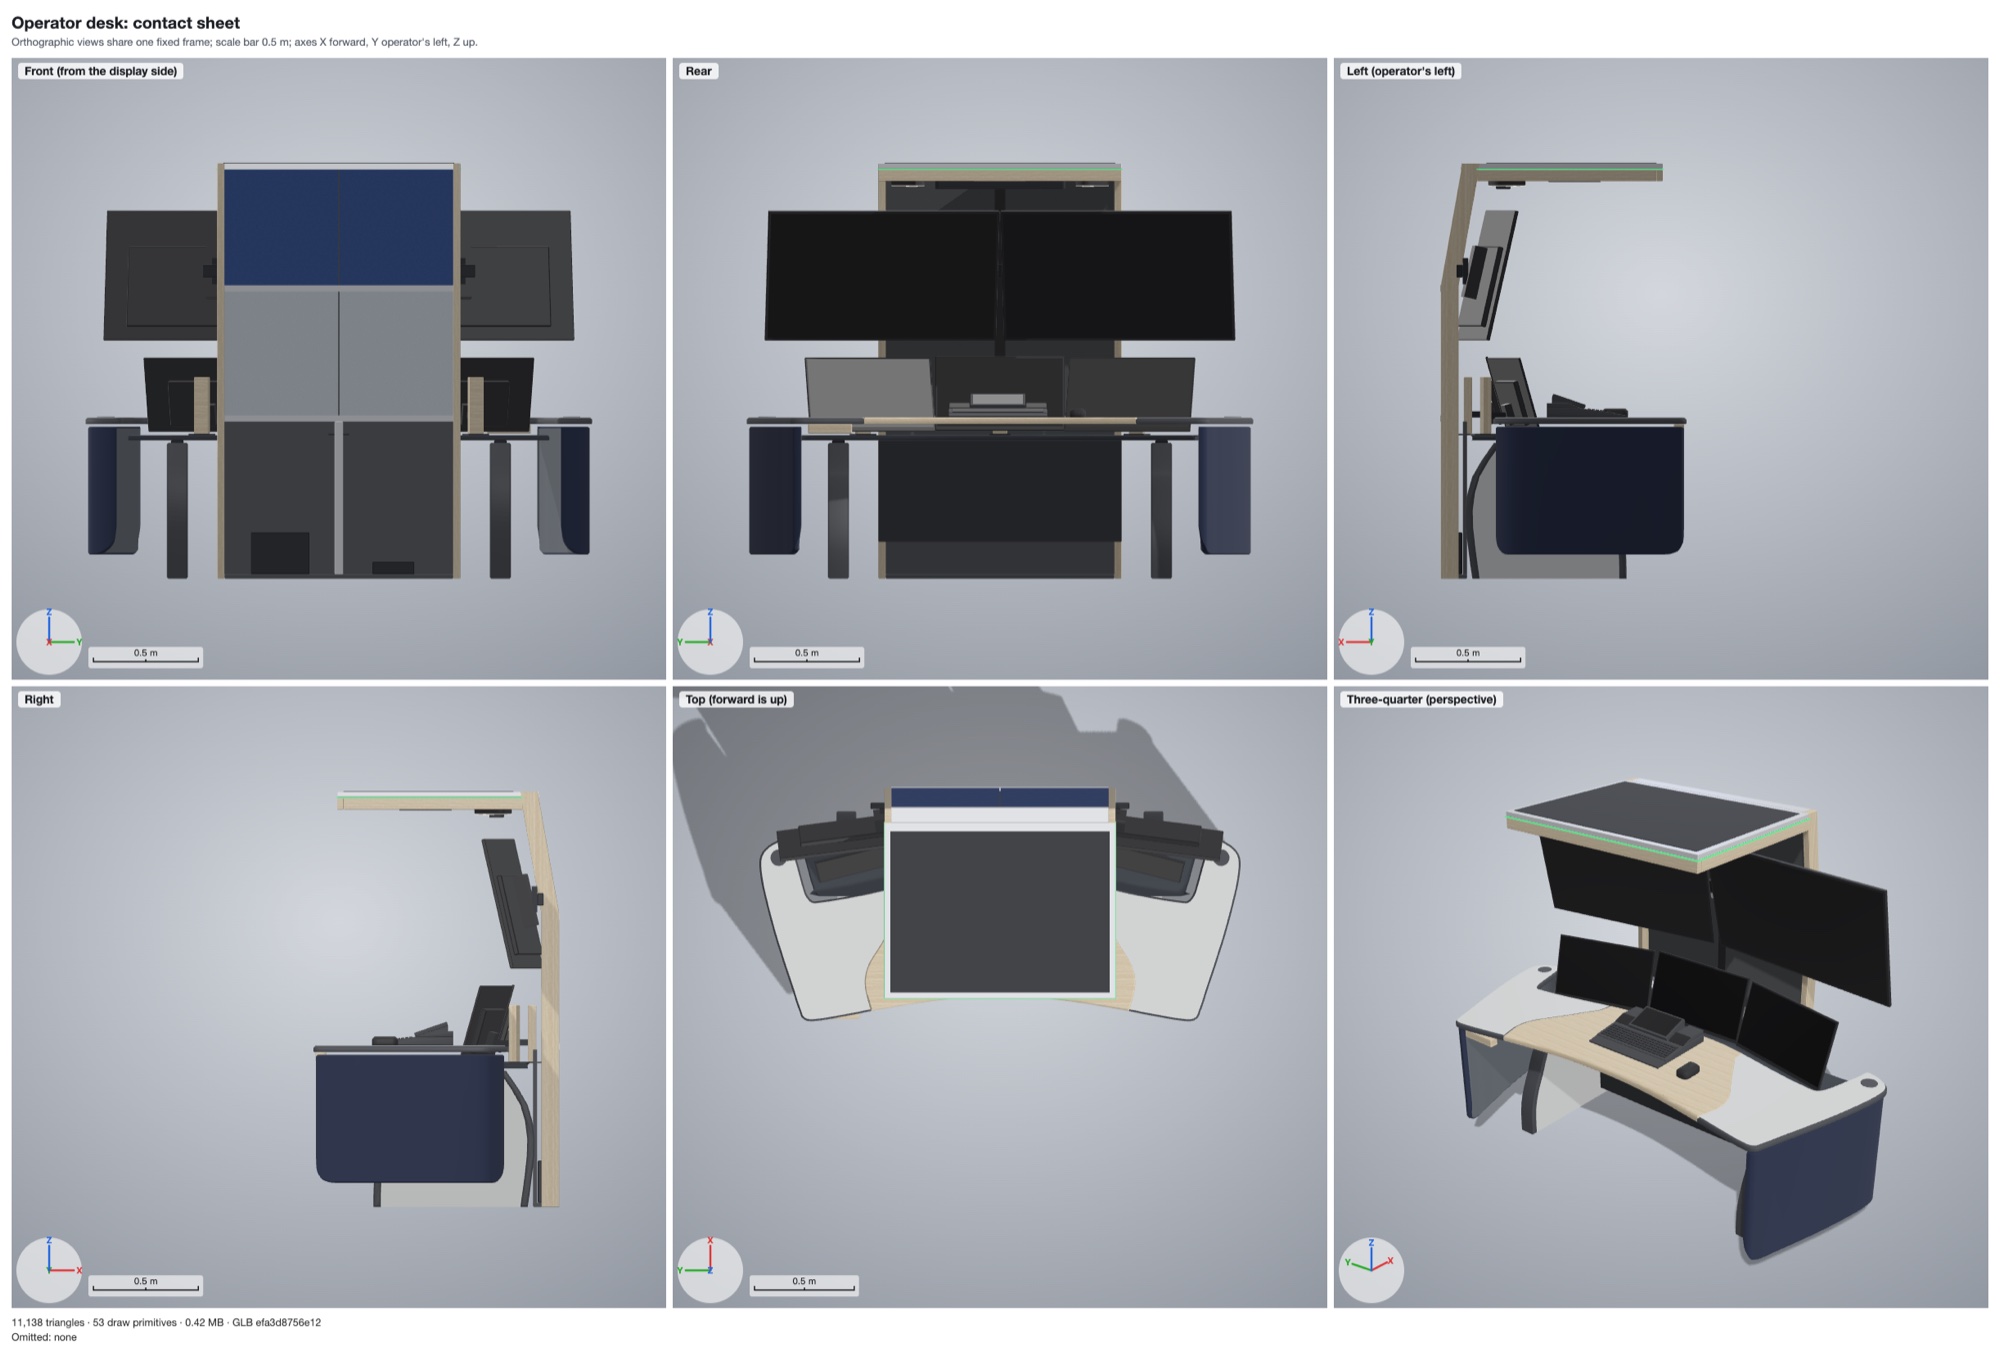 Operator desk: contact sheet
Orthographic views share one fixed frame; scale bar 0.5 m; axes X forward, Y operator's left, Z up.
Front (from the display side)
Z
X
Y
0.5 m
Rear
Z
Y
X
0.5 m
Left (operator's left)
Z
X
Y
0.5 m
Right
Z
Y
X
0.5 m
Top (forward is up)
X
Y
Z
0.5 m
Three-quarter (perspective)
Z
Y
X
11,138 triangles · 53 draw primitives · 0.42 MB · GLB efa3d8756e12
Omitted: none